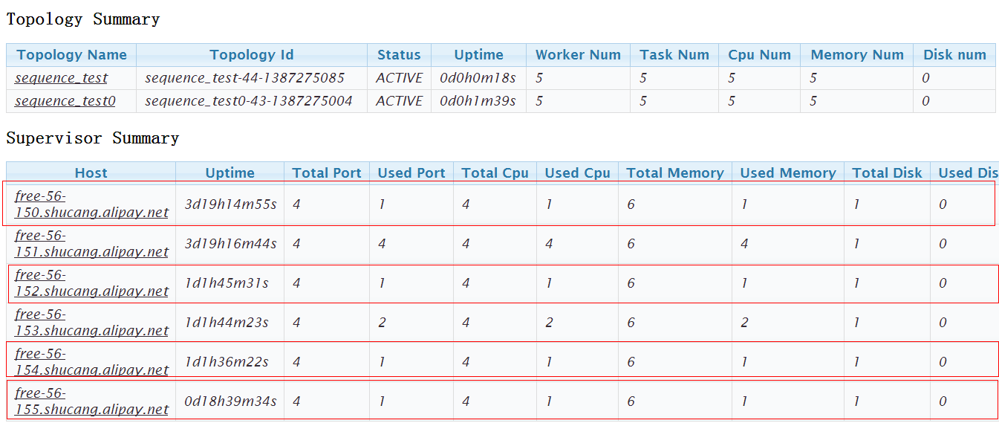 Topology Summary
Topology Name Topology Id Status Uptime Worker Num Task Num Cpu Num Memory Num Disk num
sequence_test sequence_test-44-1387275085 ACTIVE 0d0h0m18s 5 5 5 5 0
sequence_test0 sequence_test0-43-1387275004 ACTIVE 0d0h1m39s 5 5 5 5 0
Supervisor Summary
Host Uptime Total Port Used Port Total Cpu Used Cpu Total Memory Used Memory Total Disk Used Dis
free-56-
150.shucang.alipay.net 3d19h14m55s 4 1 4 1 6 1 1 0
free-56-
151.shucang.alipay.net 3d19h16m44s 4 4 4 4 6 4 1 0
free-56-
152.shucang.alipay.net 1d1h45m31s 4 1 4 1 6 1 1 0
free-56-
153.shucang.alipay.net 1d1h44m23s 4 2 4 2 6 2 1 0
free-56-
154.shucang.alipay.net 1d1h36m22s 4 1 4 1 6 1 1 0
free-56-
155.shucang.alipay.net 0d18h39m34s 4 1 4 1 6 1 1 0